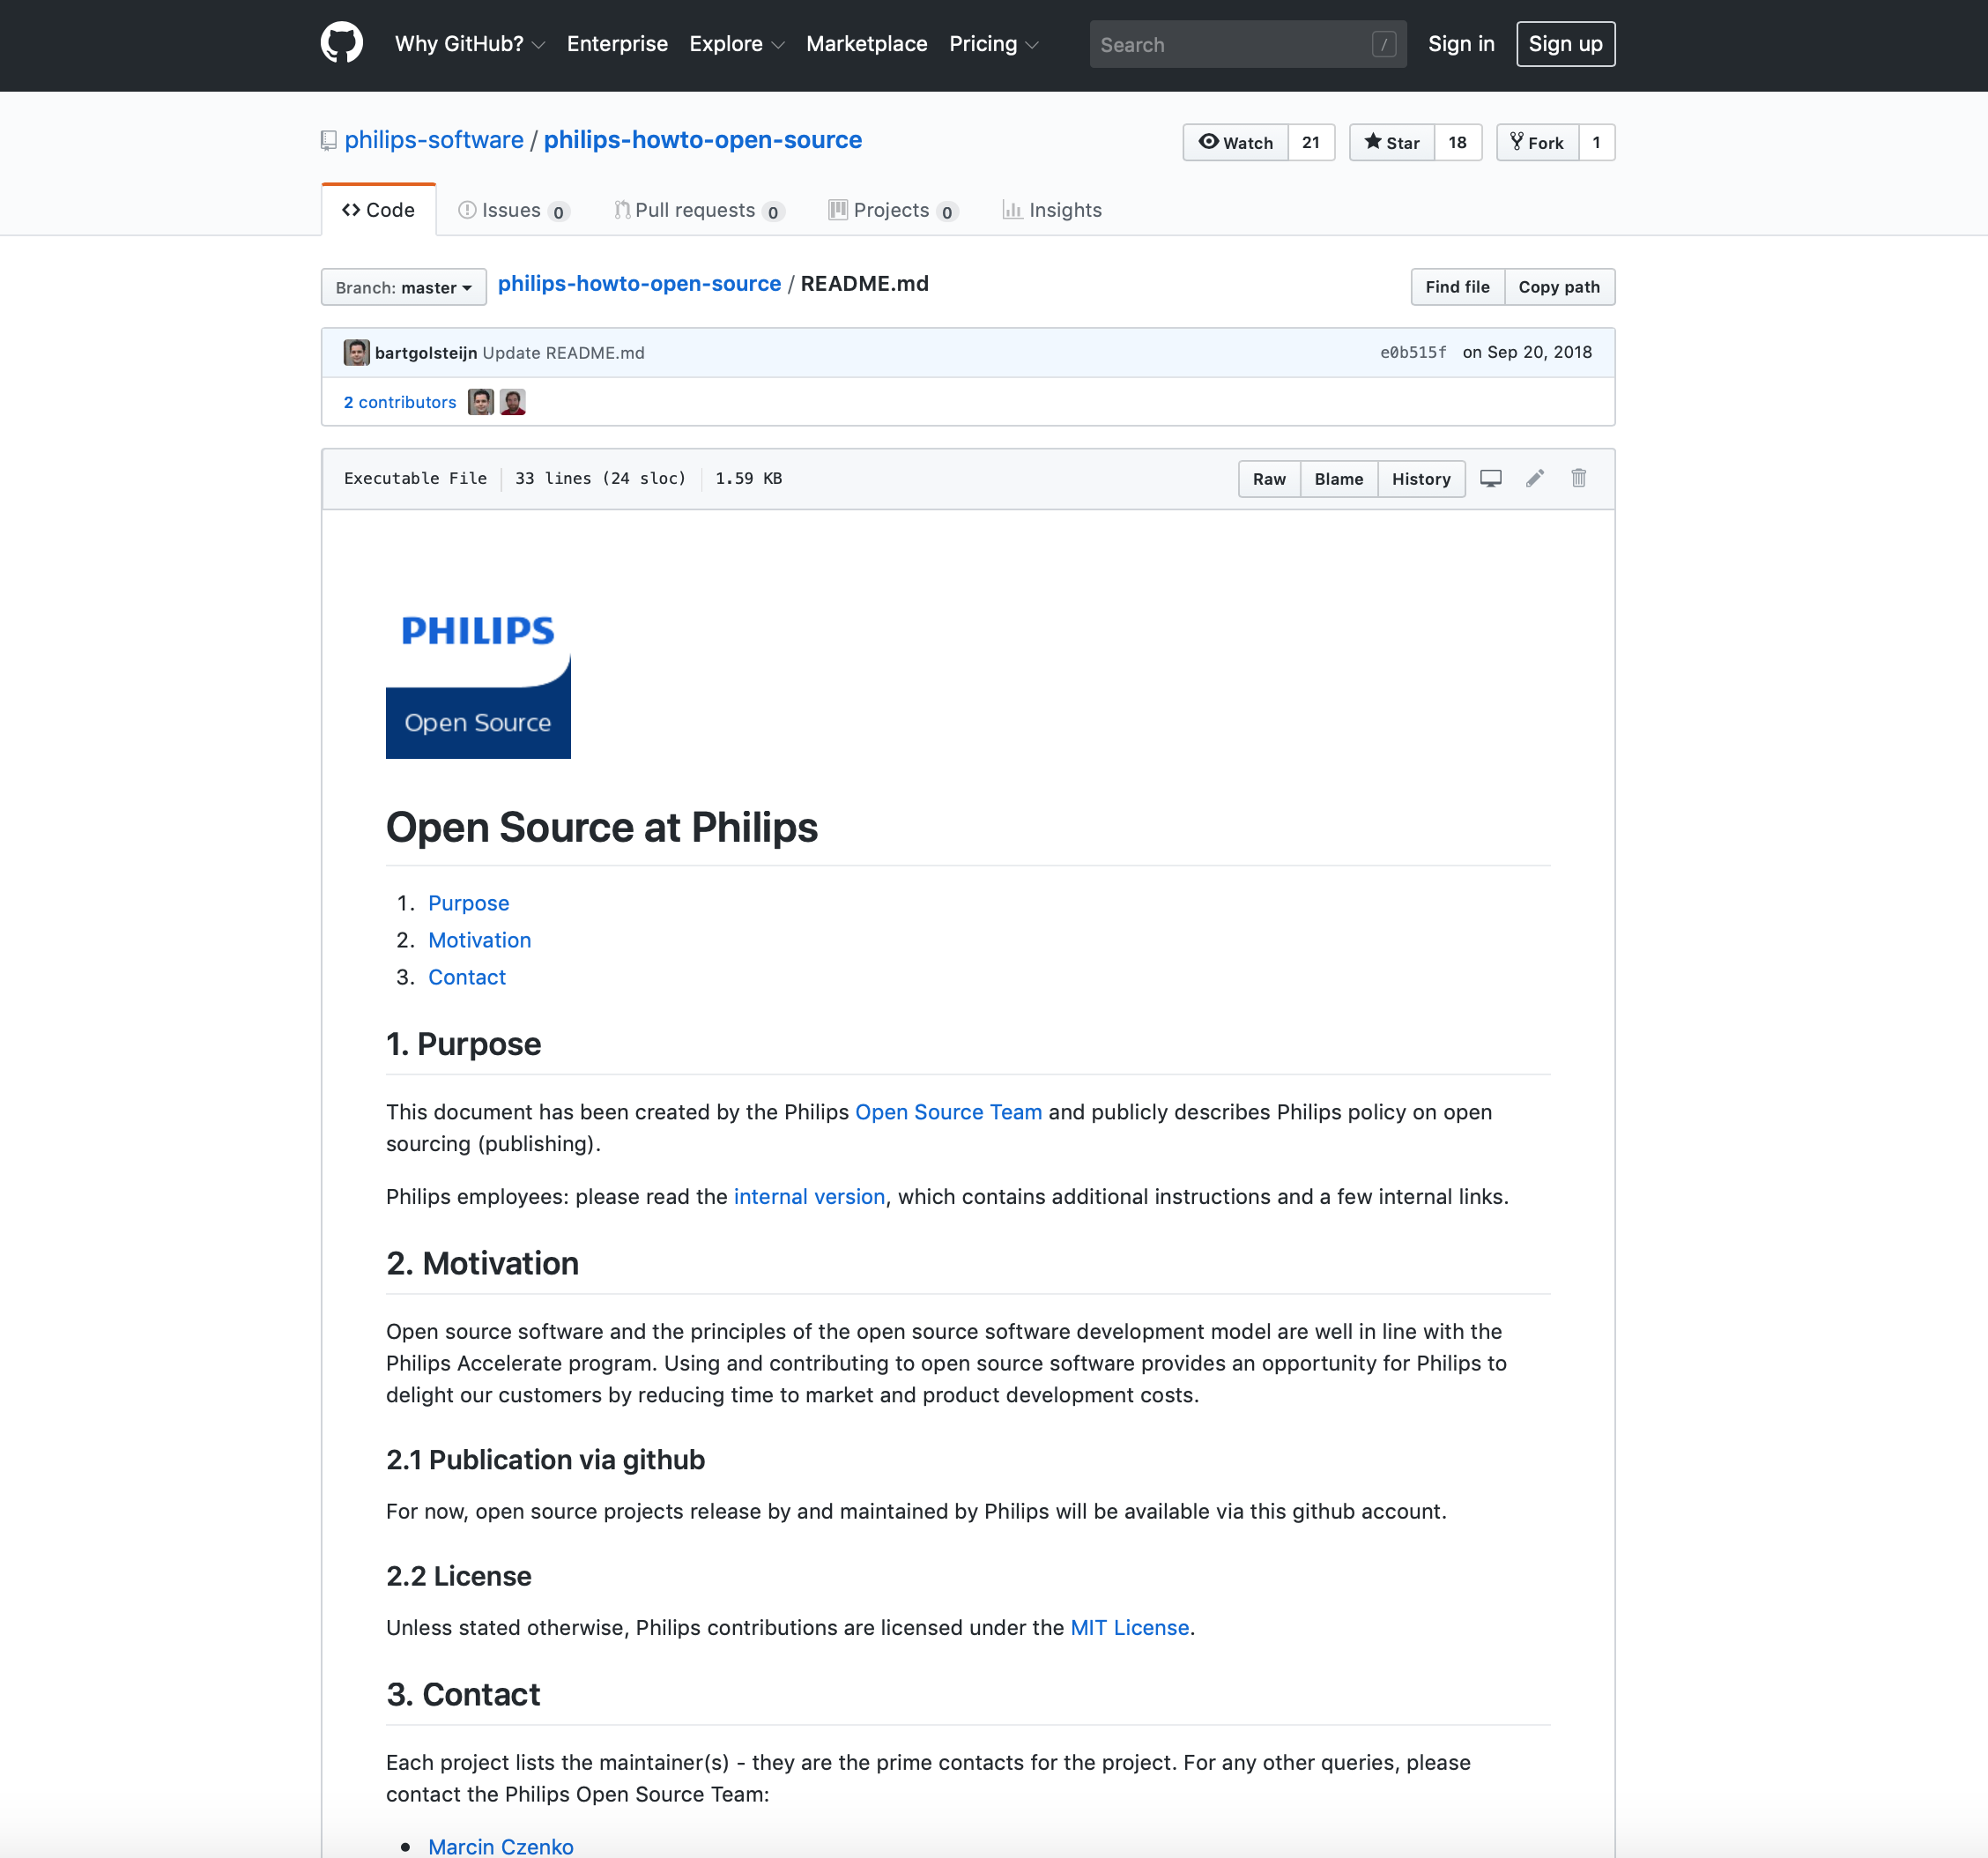 Why GitHub? Enterprise Explore Marketplace Pricing Search / Sign in Sign up
philips-software / philips-howto-open-source Watch 21 Star 18 Fork 1
Code Issues 0 Pull requests 0 Projects 0 Insights
Branch: master philips-howto-open-source / README.md Find file Copy path
bartgolsteijn Update README.md e0b515f on Sep 20, 2018
2 contributors
Executable File 33 lines (24 sloc) 1.59 KB Raw Blame History
PHILIPS
Open Source
Open Source at Philips
1. Purpose
2. Motivation
3. Contact
1. Purpose
This document has been created by the Philips Open Source Team and publicly describes Philips policy on open
sourcing (publishing).
Philips employees: please read the internal version, which contains additional instructions and a few internal links.
2. Motivation
Open source software and the principles of the open source software development model are well in line with the
Philips Accelerate program. Using and contributing to open source software provides an opportunity for Philips to
delight our customers by reducing time to market and product development costs.
2.1 Publication via github
For now, open source projects release by and maintained by Philips will be available via this github account.
2.2 License
Unless stated otherwise, Philips contributions are licensed under the MIT License.
3. Contact
Each project lists the maintainer(s) - they are the prime contacts for the project. For any other queries, please
contact the Philips Open Source Team:
• Marcin Czenko